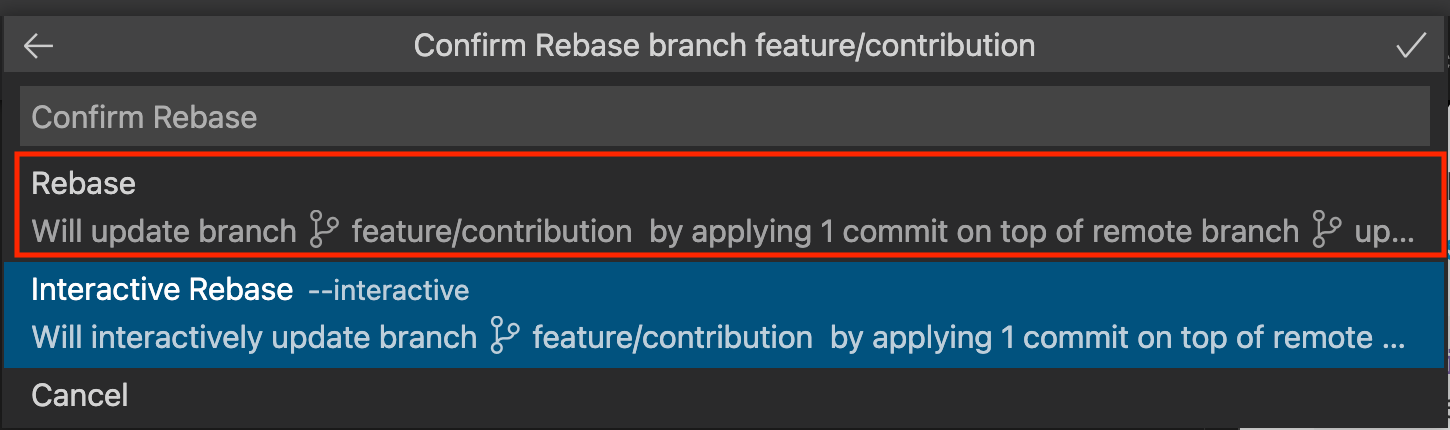 Confirm Rebase branch feature/contribution
Confirm Rebase
Rebase
Will update branch feature/contribution by applying 1 commit on top of remote branch up...
Interactive Rebase --interactive
Will interactively update branch feature/contribution by applying 1 commit on top of remote ...
Cancel